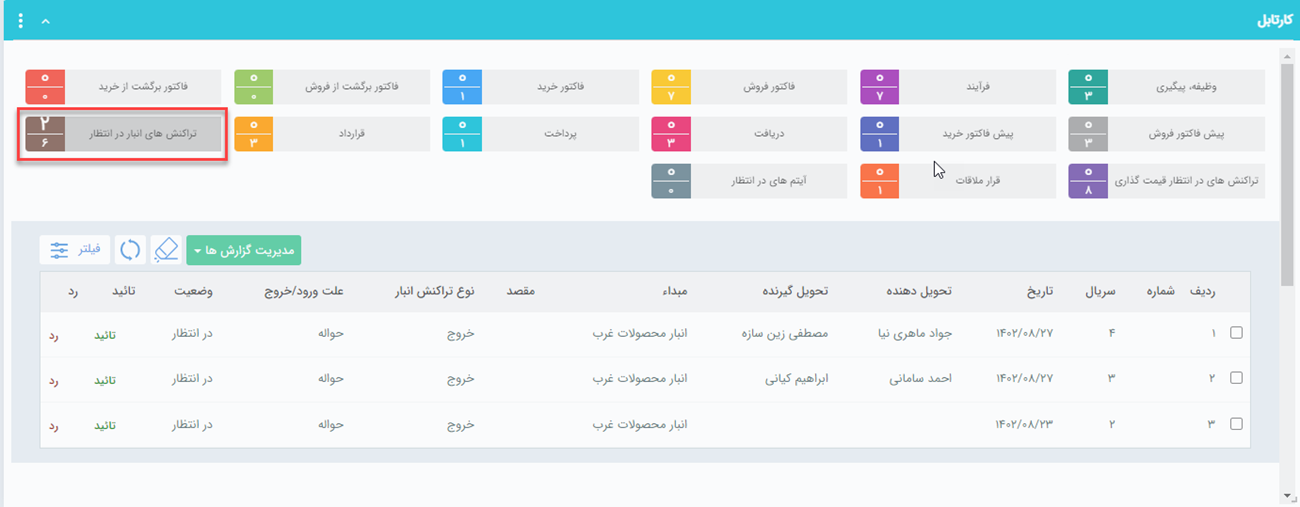 کارتابل
وظیفه، پیگیری ۰ ۳ فرآیند ۰ ۷ فاکتور فروش ۰ ۷ فاکتور خرید ۰ ۱ فاکتور برگشت از فروش ۰ ۰ فاکتور برگشت از خرید ۰ ۰
پیش فاکتور فروش ۰ ۳ پیش فاکتور خرید ۰ ۱ دریافت ۰ ۳ پرداخت ۰ ۱ قرارداد ۰ ۳ تراکنش های انبار در انتظار ۲ ۶
تراکنش های در انتظار قیمت گذاری ۰ ۸ قرار ملاقات ۰ ۱ آیتم های در انتظار ۰ ۰
مدیریت گزارش ها فیلتر
ردیف شماره سریال تاریخ تحویل دهنده تحویل گیرنده مبداء مقصد نوع تراکنش انبار علت ورود/خروج وضعیت تائید رد
۱ ۴ ۱۴۰۲/۰۸/۲۷ جواد ماهری نیا مصطفی زین سازه انبار محصولات غرب خروج حواله در انتظار تائید رد
۲ ۳ ۱۴۰۲/۰۸/۲۷ احمد سامانی ابراهیم کیانی انبار محصولات غرب خروج حواله در انتظار تائید رد
۳ ۲ ۱۴۰۲/۰۸/۲۳ انبار محصولات غرب خروج حواله در انتظار تائید رد